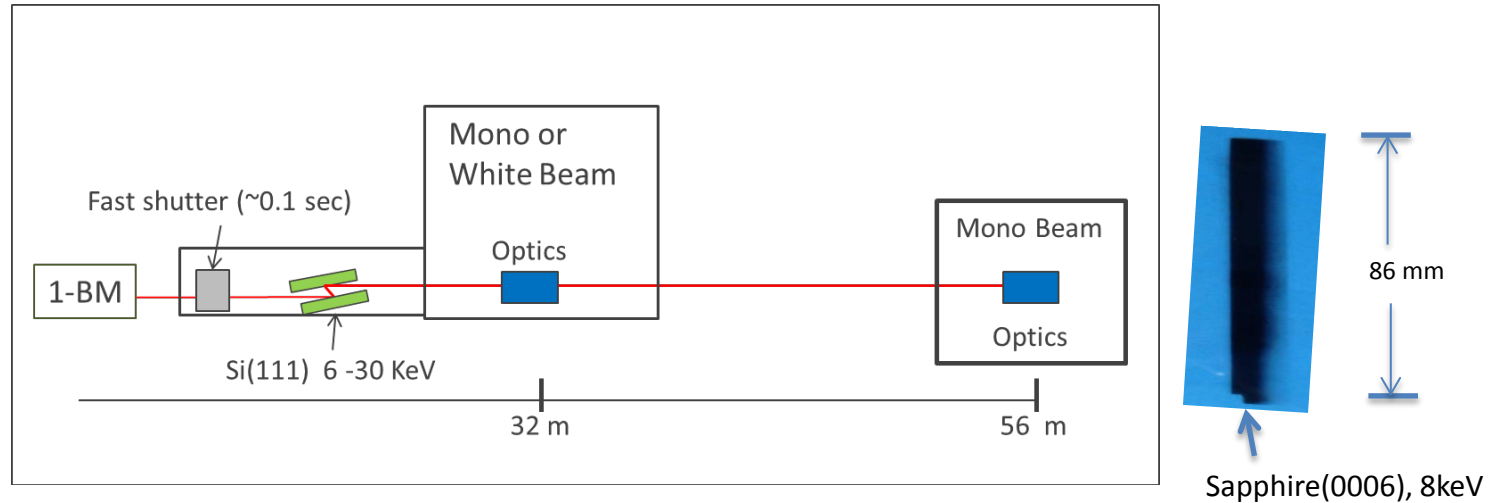 Mono or
White Beam
Fast shutter (~0.1 sec)
Optics
Mono Beam
1-BM
Optics
Si(111)  6 -30 KeV
32 m
56  m
86 mm
Sapphire(0006), 8keV